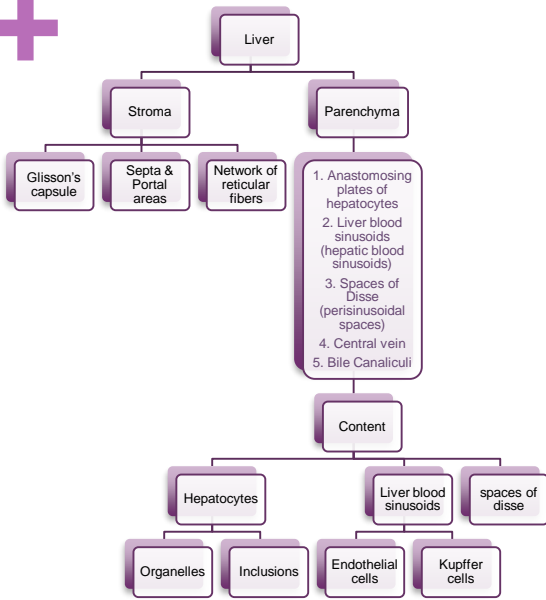 Liver
Stroma
Parenchyma
Glisson's
capsule
Septa &
Portal
areas
Network of
reticular
fibers
1. Anastomosing
plates of
hepatocytes
2. Liver blood
sinusoids
(hepatic blood
sinusoids)
3. Spaces of
Disse
(perisinusoidal
spaces)
4. Central vein
5. Bile Canaliculi
Content
Hepatocytes
Liver blood
sinusoids
spaces of
disse
Organelles
Inclusions
Endothelial
cells
Kupffer
cells